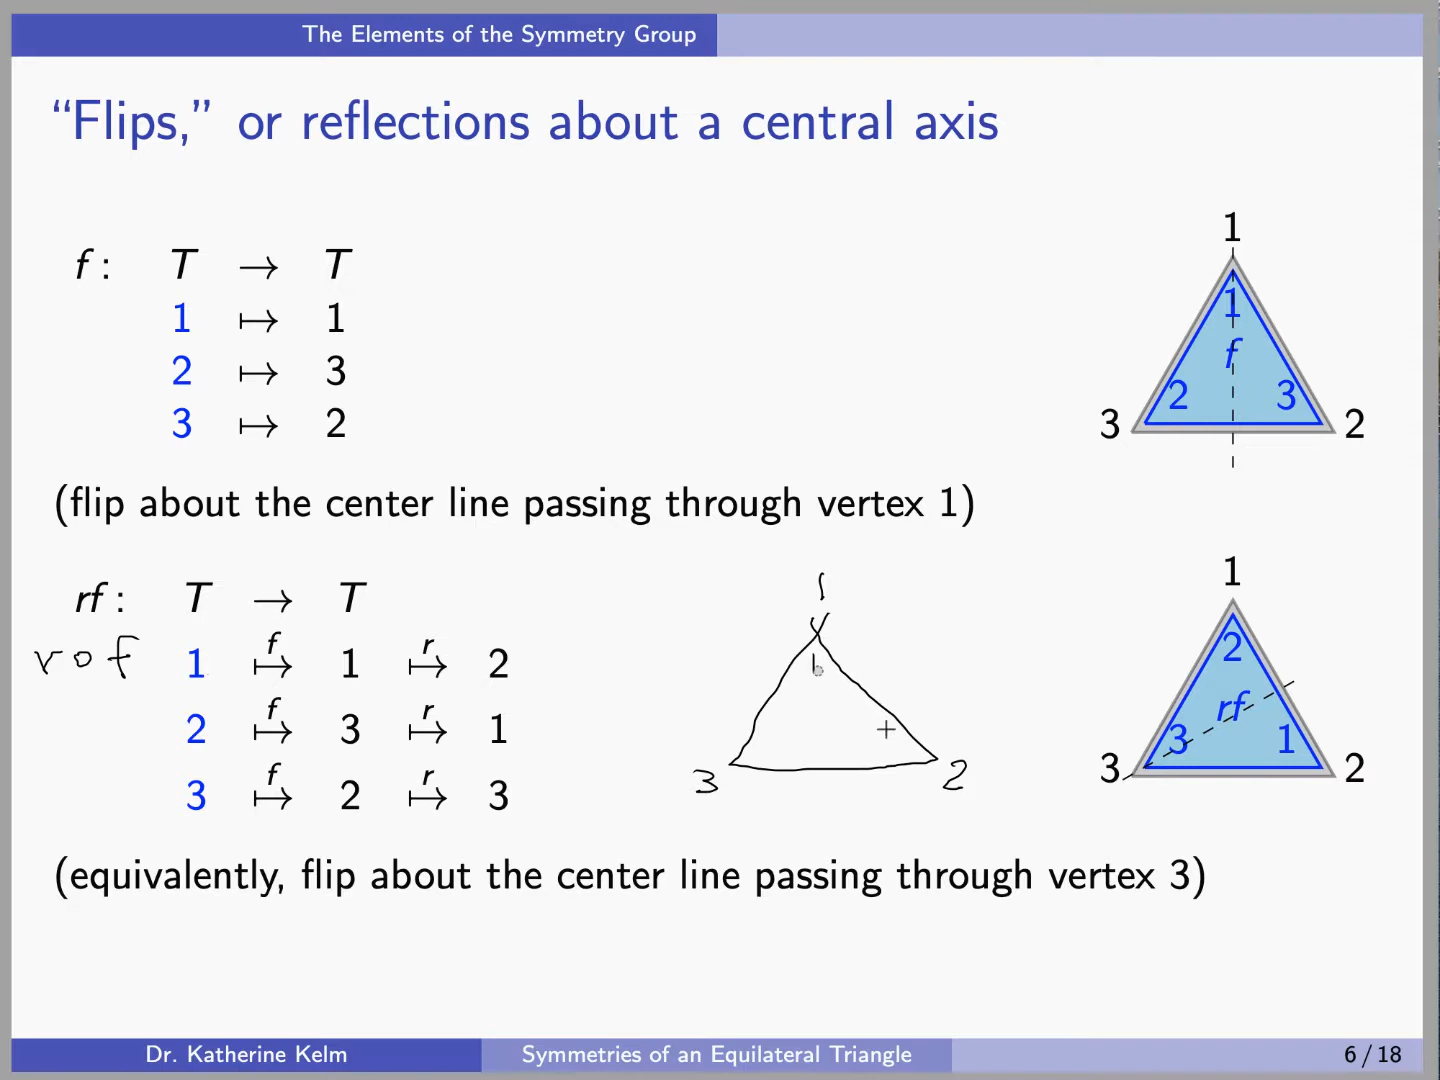 The Elements of the Symmetry Group
“Flips,” or reflections about a central axis
f : T → T
1 ↦ 1
2 ↦ 3
3 ↦ 2
1
1
f
2 3
3 2
(flip about the center line passing through vertex 1)
rf : T → T
r o f
1 f↦ 1 r↦ 2
2 f↦ 3 r↦ 1
3 f↦ 2 r↦ 3
1
1
3 2
1
2
rf
3 1
3 2
(equivalently, flip about the center line passing through vertex 3)
Dr. Katherine Kelm Symmetries of an Equilateral Triangle 6 / 18